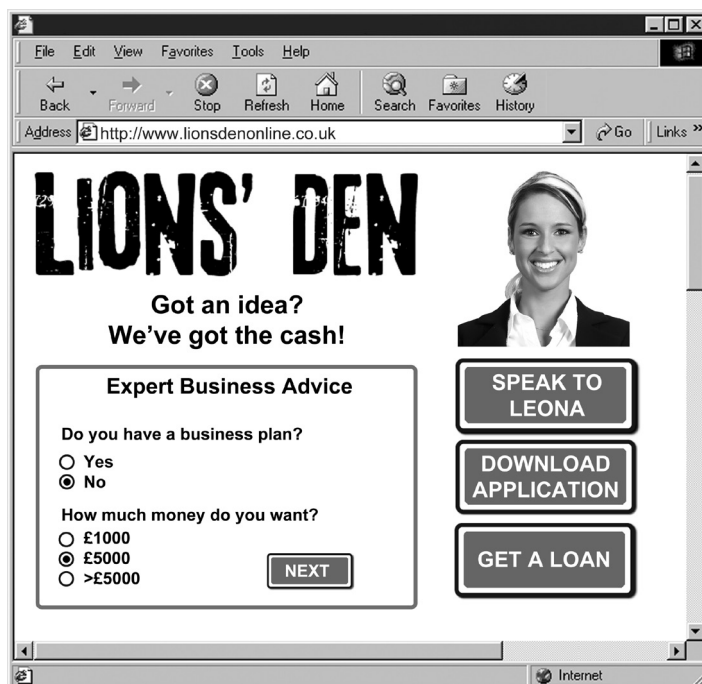 File Edit View Favorites Tools Help
Back Forward Stop Refresh Home Search Favorites History
Address http://www.lionsdenonline.co.uk Go Links »
LIONS' DEN
Got an idea?
We've got the cash!
Expert Business Advice
Do you have a business plan?
Yes
No
How much money do you want?
£1000
£5000
>£5000
NEXT
SPEAK TO
LEONA
DOWNLOAD
APPLICATION
GET A LOAN
Internet